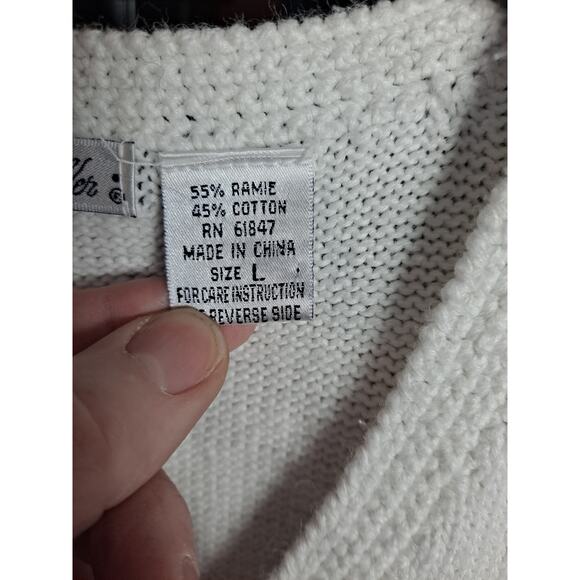 55% RAMIE
45% COTTON
RN 61847
MADE IN CHINA
SIZE L
FOR CARE INSTRUCTION
REVERSE SIDE